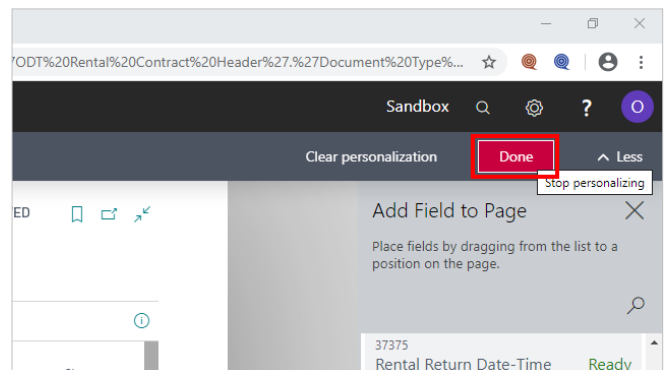 /ODT%20Rental%20Contract%20Header%27.%27Document%20Type%...
Sandbox ? O
Clear personalization Done Less
Stop personalizing
ED
Add Field to Page
Place fields by dragging from the list to a
position on the page.
37375
Rental Return Date-Time Ready